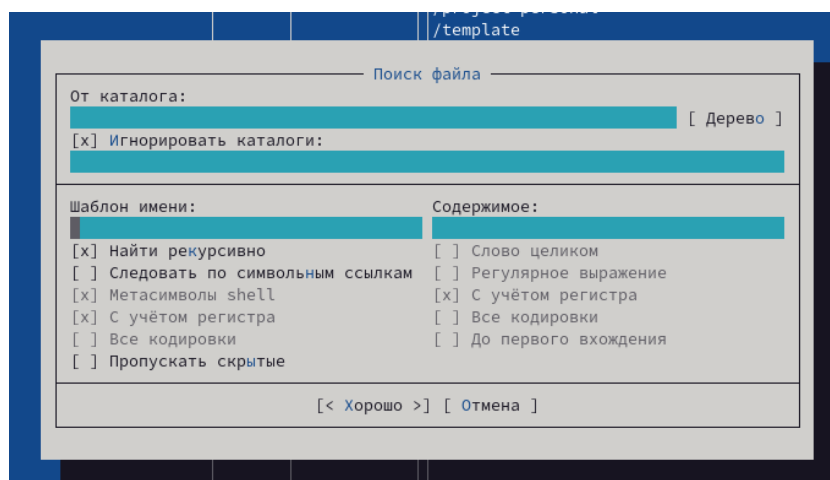 /template
Поиск файла
От каталога:
[ Дерево ]
[x] Игнорировать каталоги:
Шаблон имени:
[x] Найти рекурсивно
[ ] Следовать по символьным ссылкам
[x] Метасимволы shell
[x] С учётом регистра
[ ] Все кодировки
[ ] Пропускать скрытые
Содержимое:
[ ] Слово целиком
[ ] Регулярное выражение
[x] С учётом регистра
[ ] Все кодировки
[ ] До первого вхождения
[< Хорошо >] [ Отмена ]